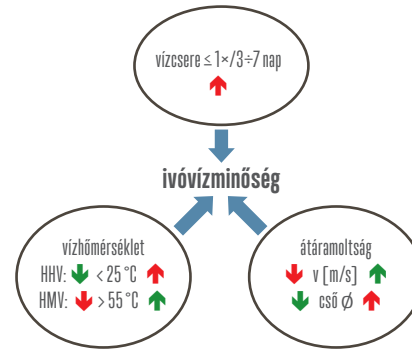 vízcsere ≤ 1×/3÷7 nap
ivóvízminőség
vízhőmérséklet
HHV: < 25 °C
HMV: > 55 °C
átáramoltság
v [m/s]
cső Ø